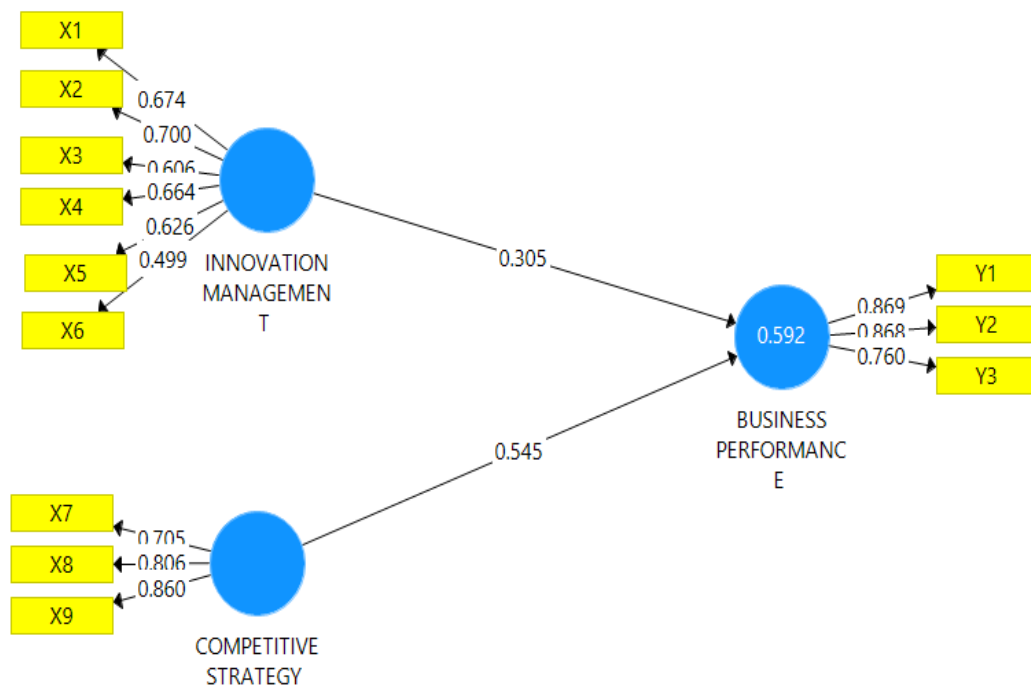 X1
X2
X3
X4
X5
X6
0.674
0.700
0.606
0.664
0.626
0.499
INNOVATION
MANAGEMEN
T
0.305
0.592
BUSINESS
PERFORMANC
E
0.869
0.868
0.760
Y1
Y2
Y3
0.545
X7
X8
X9
0.705
0.806
0.860
COMPETITIVE
STRATEGY